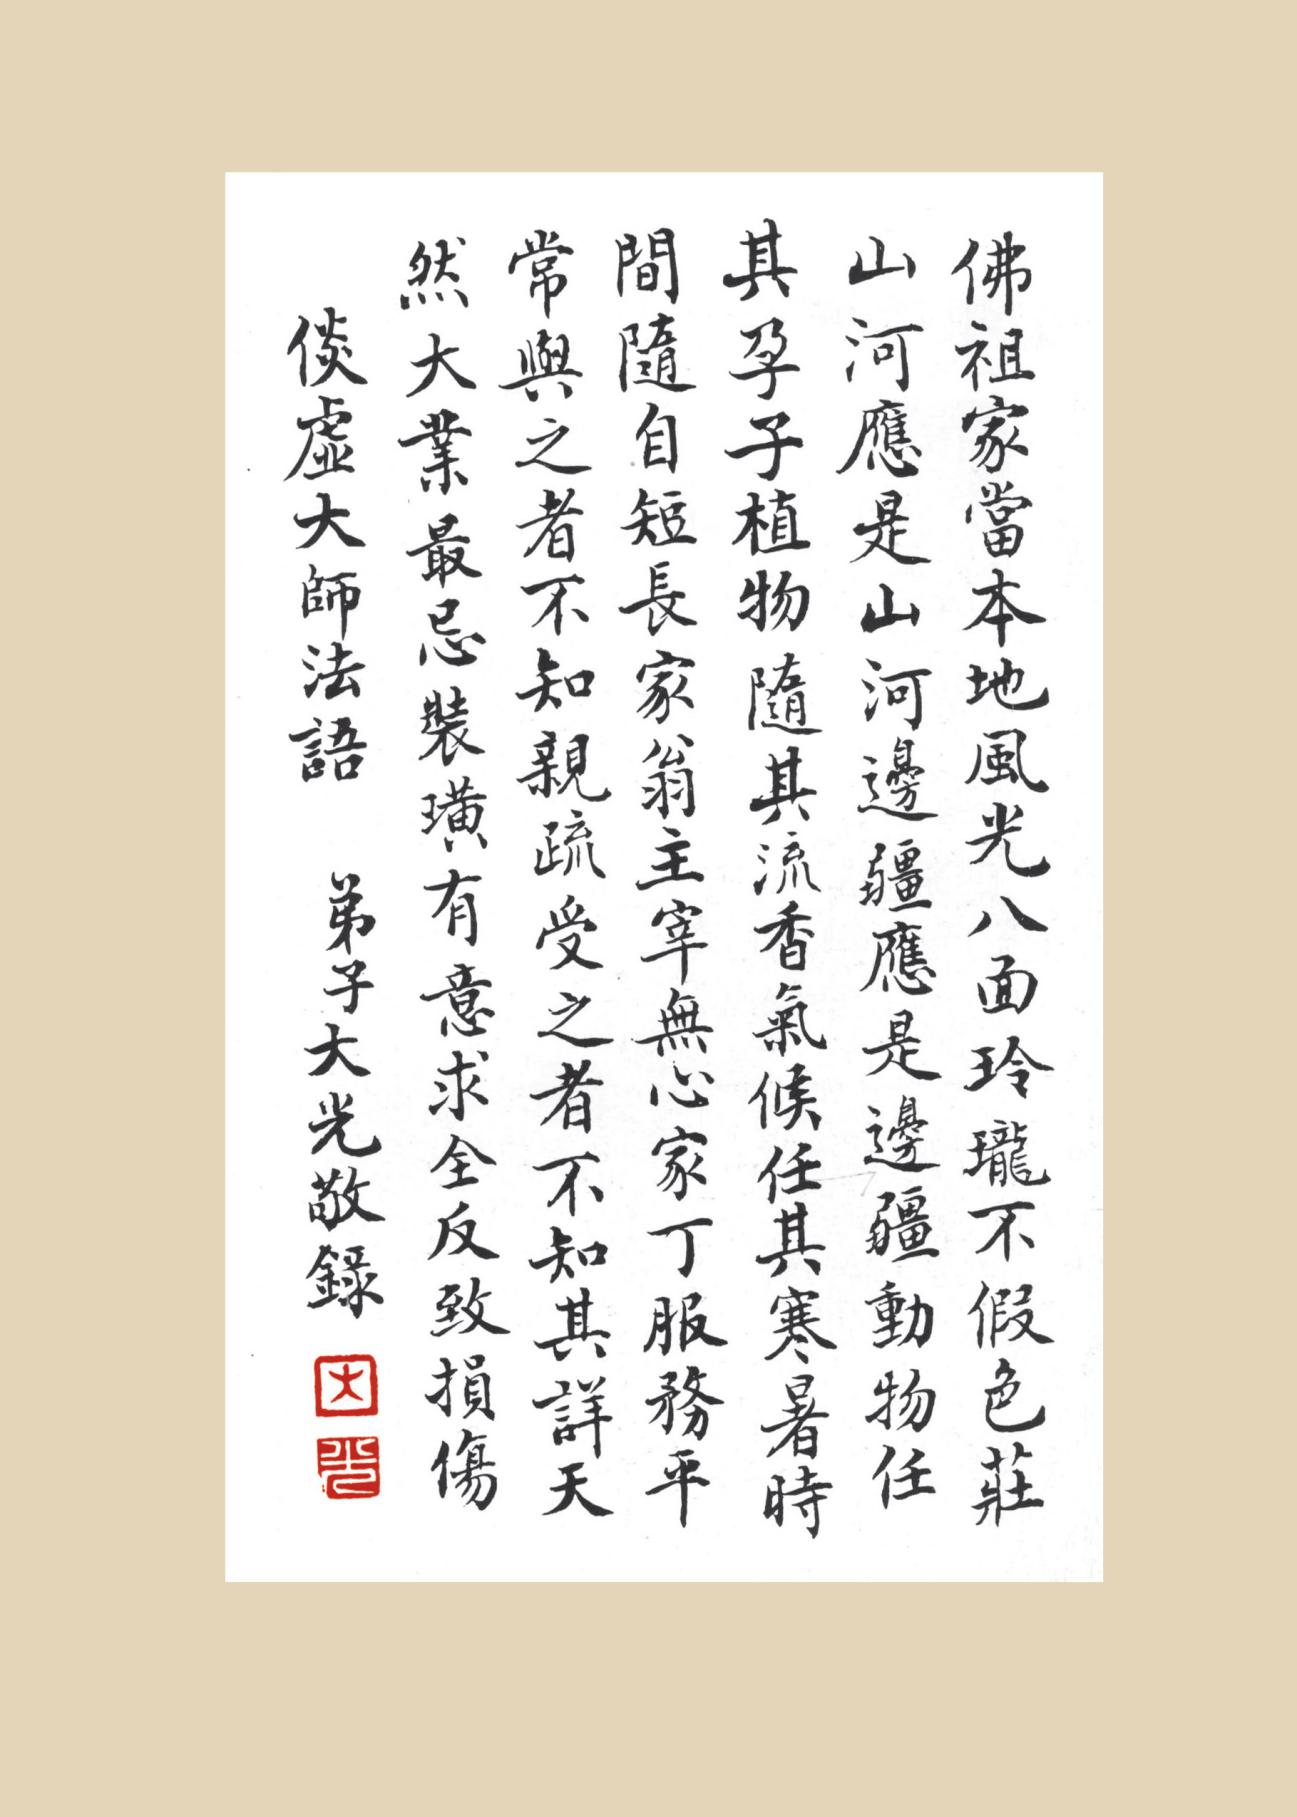 佛祖家當本地風光八面玲瓏不假色莊
山河應是山河邊疆應是邊疆動物任
其孕子植物隨其流香氣候任其寒暑時
間隨自短長家翁主宰無心家丁服務平
常與之者不知親疏受之者不知其詳天
然大業最忌裝璜有意求全反致損傷
倓虛大師法語 弟子大光敬錄
大
光